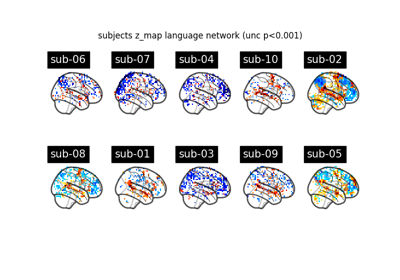 subjects z_map language network (unc p<0.001)
sub-06 sub-07 sub-04 sub-10 sub-02
sub-08 sub-01 sub-03 sub-09 sub-05